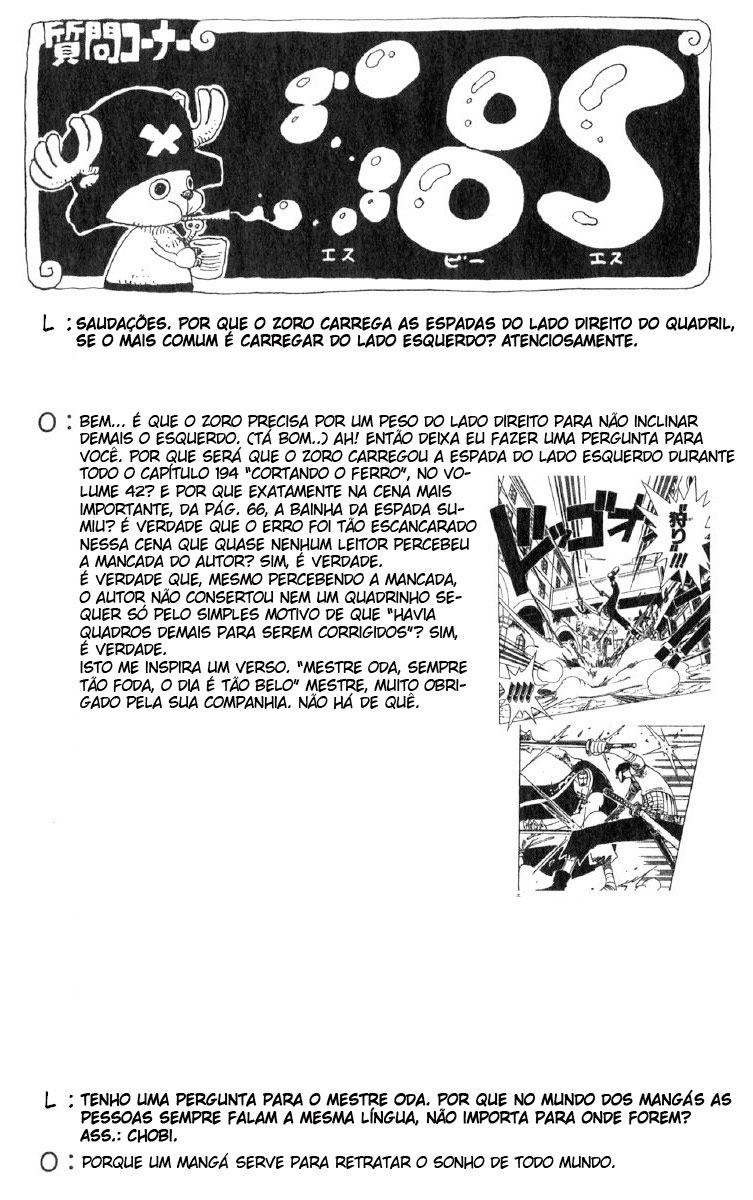 質問コーナー
SBS
エス ビー エス
L : SAUDAÇÕES. POR QUE O ZORO CARREGA AS ESPADAS DO LADO DIREITO DO QUADRIL,
SE O MAIS COMUM É CARREGAR DO LADO ESQUERDO? ATENCIOSAMENTE.
O : BEM... É QUE O ZORO PRECISA POR UM PESO DO LADO DIREITO PARA NÃO INCLINAR
DEMAIS O ESQUERDO. (TÁ BOM..) AH! ENTÃO DEIXA EU FAZER UMA PERGUNTA PARA
VOCÊ. POR QUE SERÁ QUE O ZORO CARREGOU A ESPADA DO LADO ESQUERDO DURANTE
TODO O CAPÍTULO 194 "CORTANDO O FERRO", NO VO-
LUME 42? E POR QUE EXATAMENTE NA CENA MAIS
IMPORTANTE, DA PÁG. 66, A BAINHA DA ESPADA SU-
MIU? É VERDADE QUE O ERRO FOI TÃO ESCANCARADO
NESSA CENA QUE QUASE NENHUM LEITOR PERCEBEU
A MANCADA DO AUTOR? SIM, É VERDADE.
É VERDADE QUE, MESMO PERCEBENDO A MANCADA,
O AUTOR NÃO CONSERTOU NEM UM QUADRINHO SE-
QUER SÓ PELO SIMPLES MOTIVO DE QUE "HAVIA
QUADROS DEMAIS PARA SEREM CORRIGIDOS"? SIM,
É VERDADE.
ISTO ME INSPIRA UM VERSO. "MESTRE ODA, SEMPRE
TÃO FODA, O DIA É TÃO BELO" MESTRE, MUITO OBRI-
GADO PELA SUA COMPANHIA. NÃO HÁ DE QUÊ.
"狩り"!!!
ドゴオ
!!!!!!
L : TENHO UMA PERGUNTA PARA O MESTRE ODA. POR QUE NO MUNDO DOS MANGÁS AS
PESSOAS SEMPRE FALAM A MESMA LÍNGUA, NÃO IMPORTA PARA ONDE FOREM?
ASS.: CHOBI.
O : PORQUE UM MANGÁ SERVE PARA RETRATAR O SONHO DE TODO MUNDO.